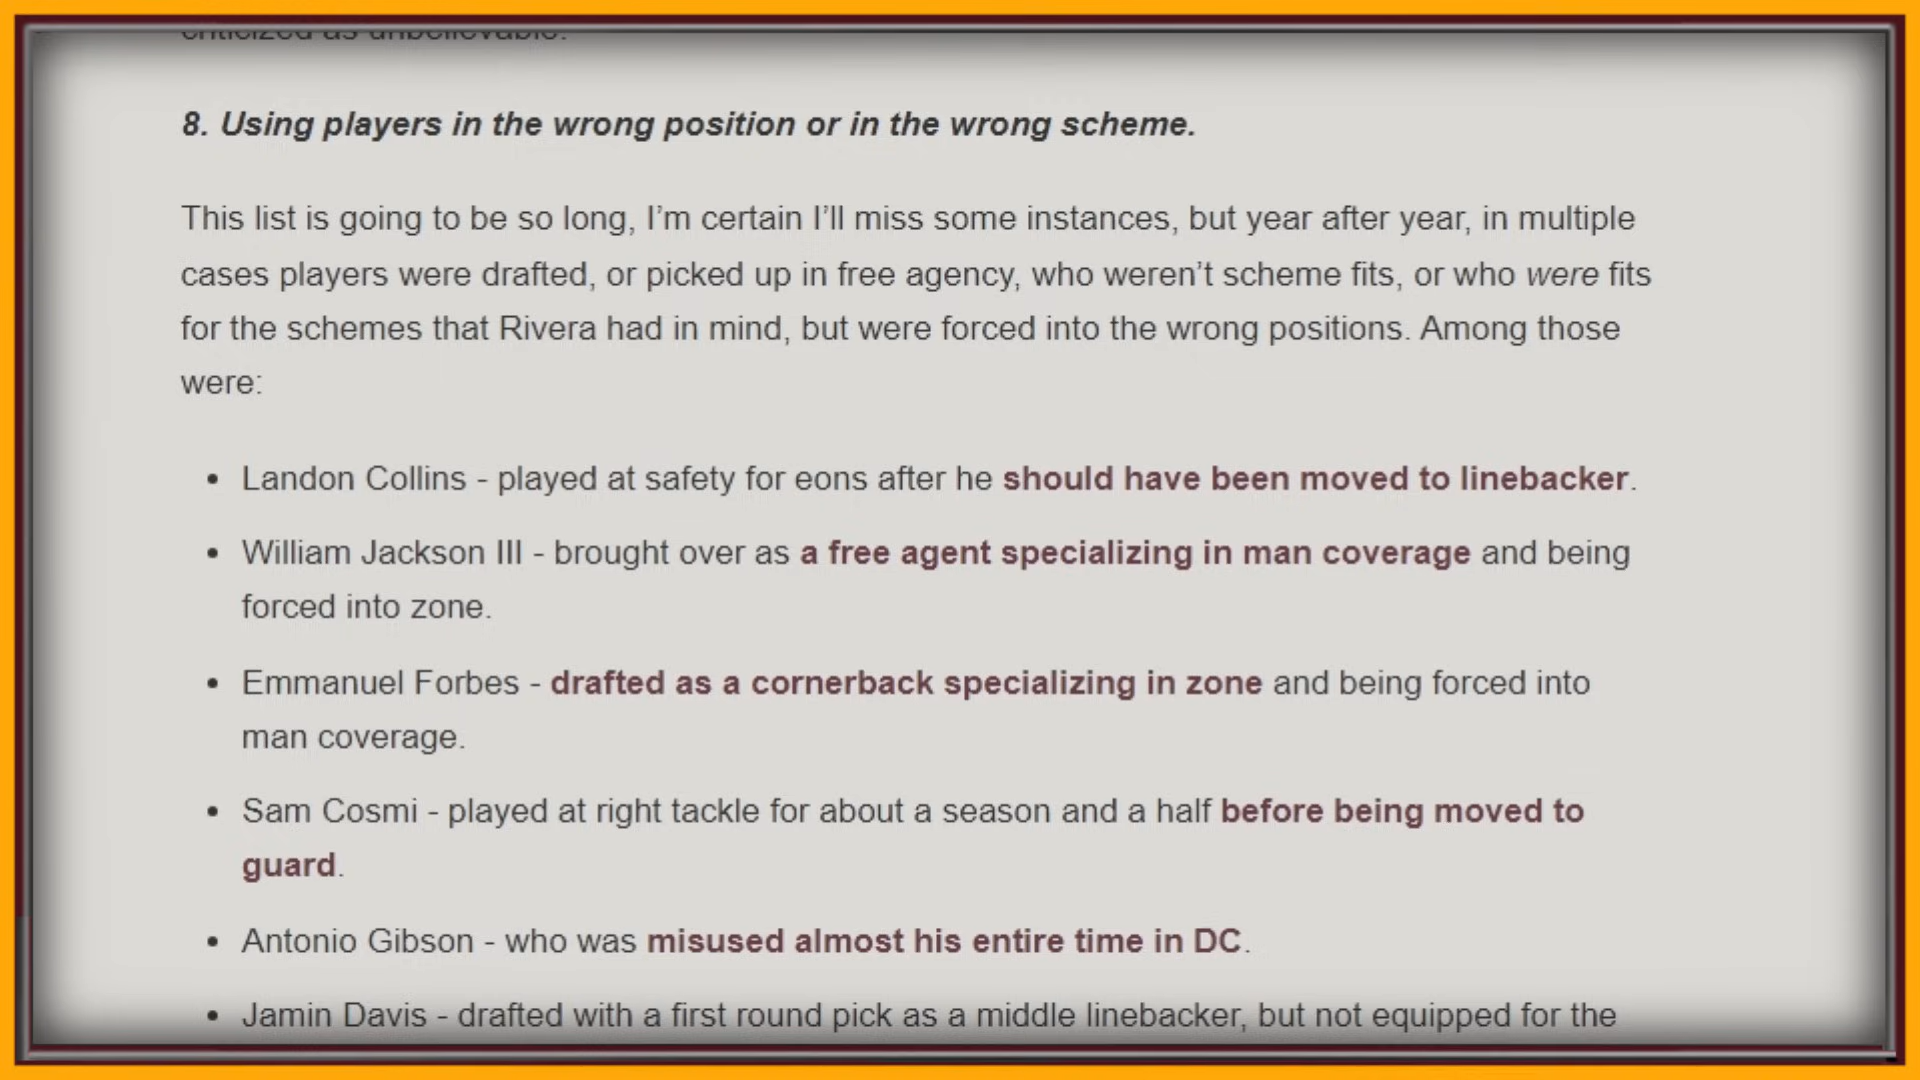 criticized as unbelievable.
8. Using players in the wrong position or in the wrong scheme.
This list is going to be so long, I’m certain I’ll miss some instances, but year after year, in multiple
cases players were drafted, or picked up in free agency, who weren’t scheme fits, or who were fits
for the schemes that Rivera had in mind, but were forced into the wrong positions. Among those
were:
• Landon Collins - played at safety for eons after he should have been moved to linebacker.
• William Jackson III - brought over as a free agent specializing in man coverage and being
forced into zone.
• Emmanuel Forbes - drafted as a cornerback specializing in zone and being forced into
man coverage.
• Sam Cosmi - played at right tackle for about a season and a half before being moved to
guard.
• Antonio Gibson - who was misused almost his entire time in DC.
• Jamin Davis - drafted with a first round pick as a middle linebacker, but not equipped for the